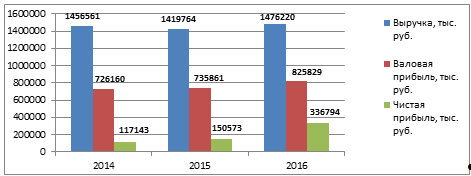 1600000
1400000
1200000
1000000
800000
600000
400000
200000
0
1456561
726160
117143
1419764
735861
150573
1476220
825829
336794
2014
2015
2016
Выручка, тыс.
руб.
Валовая
прибыль, тыс.
руб.
Чистая
прибыль, тыс.
руб.